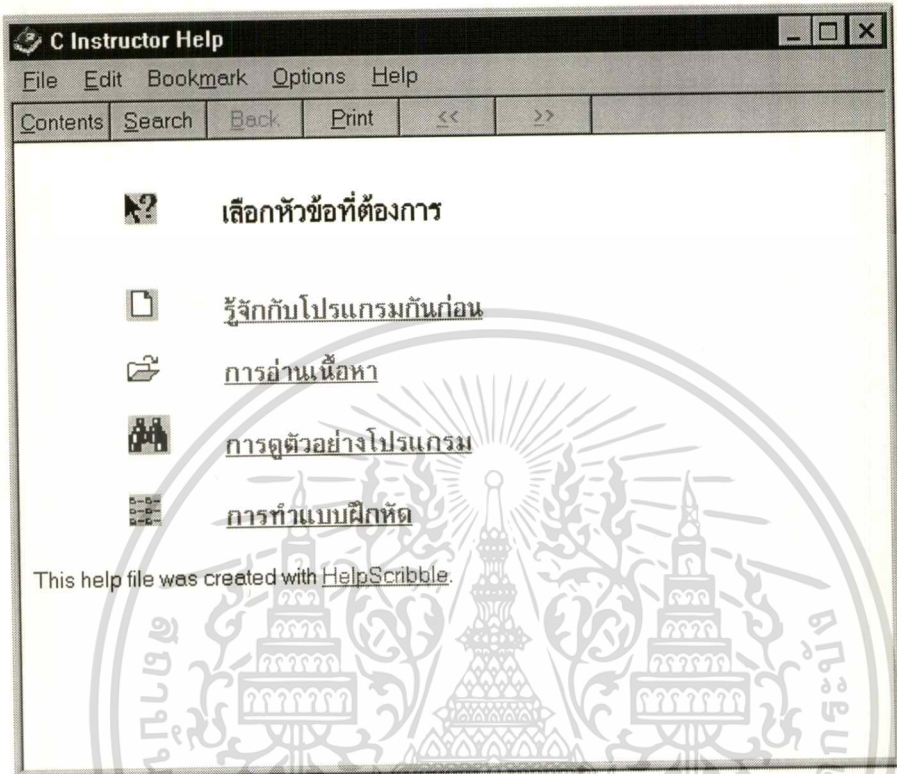 C Instructor Help
File Edit Bookmark Options Help
Contents Search Back Print << >>
เลือกหัวข้อที่ต้องการ
รู้จักกับโปรแกรมกันก่อน
การอ่านเนื้อหา
การดูตัวอย่างโปรแกรม
การทำแบบฝึกหัด
This help file was created with HelpScribble.